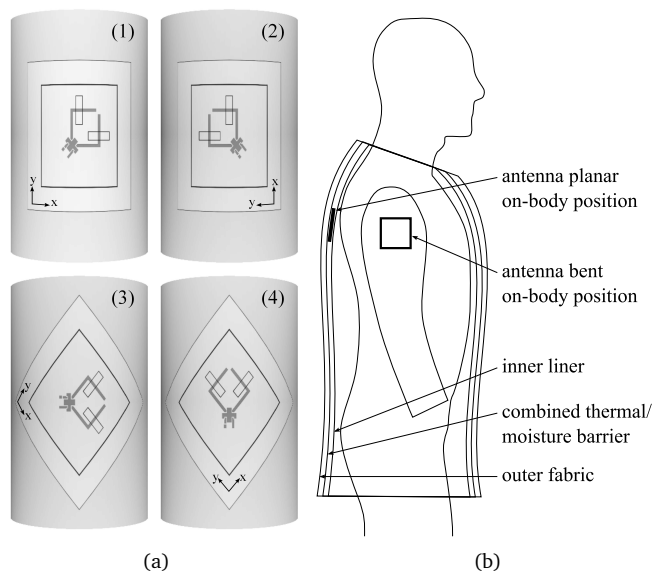 (1)
(2)
y
x
x
y
(3)
(4)
y
x
y
x
(a)
antenna planar
on-body position
antenna bent
on-body position
inner liner
combined thermal/
moisture barrier
outer fabric
(b)